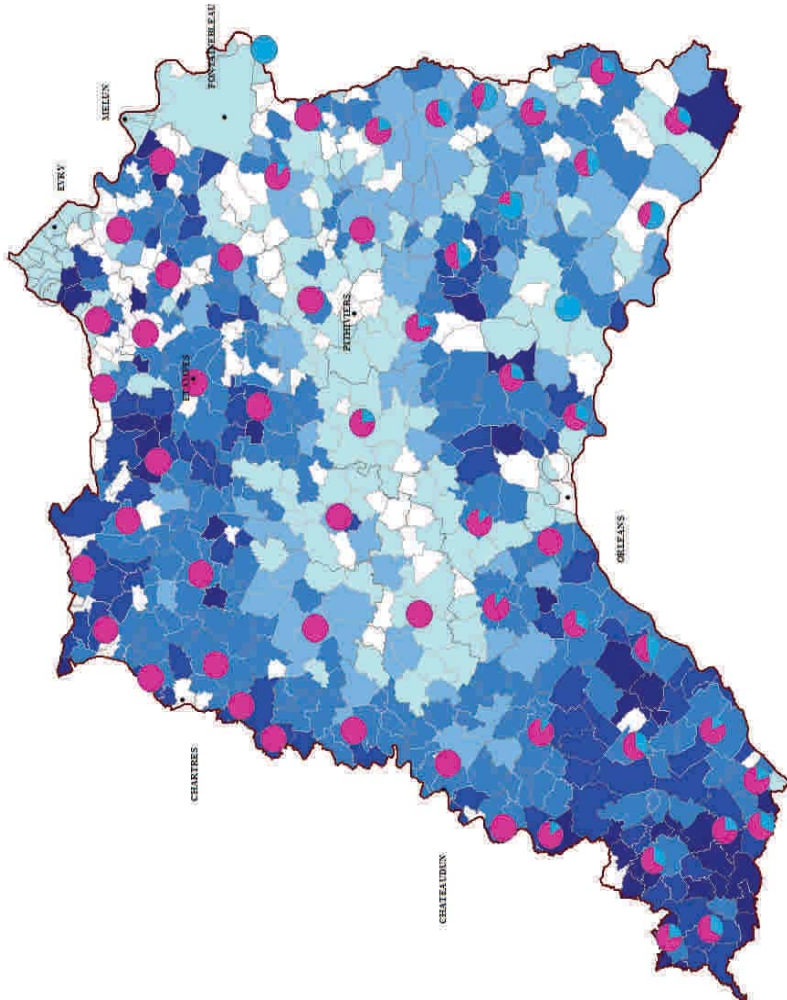 FONTAINEBLEAU
MELUN
EVRY
PITHIVIERS
ETAMPES
ORLEANS
CHARTRES
CHATEAUDUN